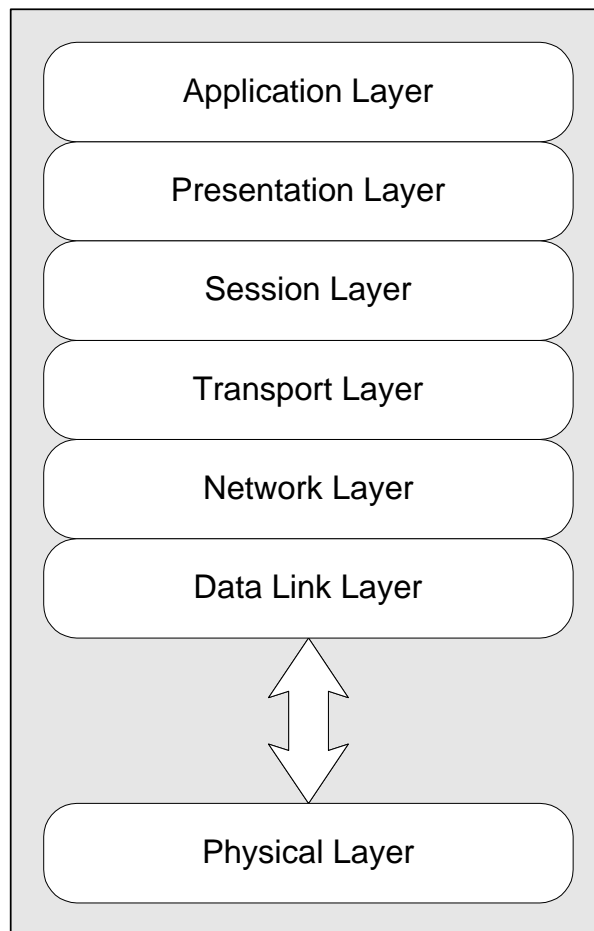 Application Layer
Presentation Layer
Session Layer
Transport Layer
Network Layer
Data Link Layer
Physical Layer